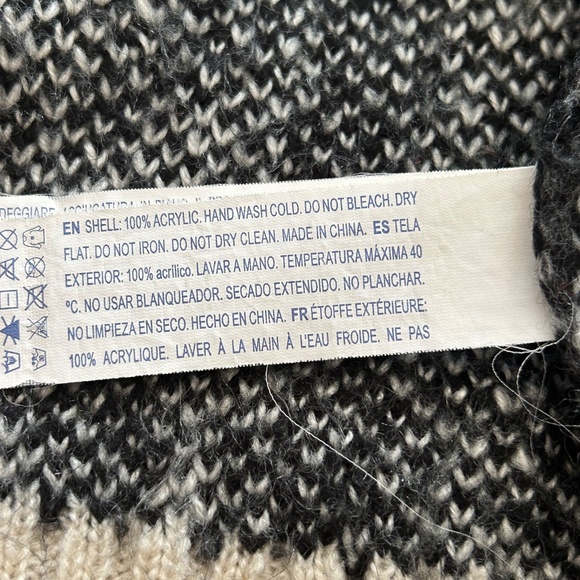 EN SHELL: 100% ACRYLIC. HAND WASH COLD. DO NOT BLEACH. DRY
FLAT. DO NOT IRON. DO NOT DRY CLEAN. MADE IN CHINA. ES TELA
EXTERIOR: 100% acrílico. LAVAR A MANO. TEMPERATURA MÁXIMA 40
ºC. NO USAR BLANQUEADOR. SECADO EXTENDIDO. NO PLANCHAR.
NO LIMPIEZA EN SECO. HECHO EN CHINA. FR ÉTOFFE EXTÉRIEURE:
100% ACRYLIQUE. LAVER À LA MAIN À L'EAU FROIDE. NE PAS